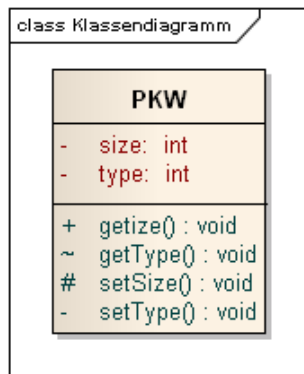 class Klassendiagramm
PKW
- size: int
- type: int
+ getize() : void
~ getType() : void
# setSize() : void
- setType() : void